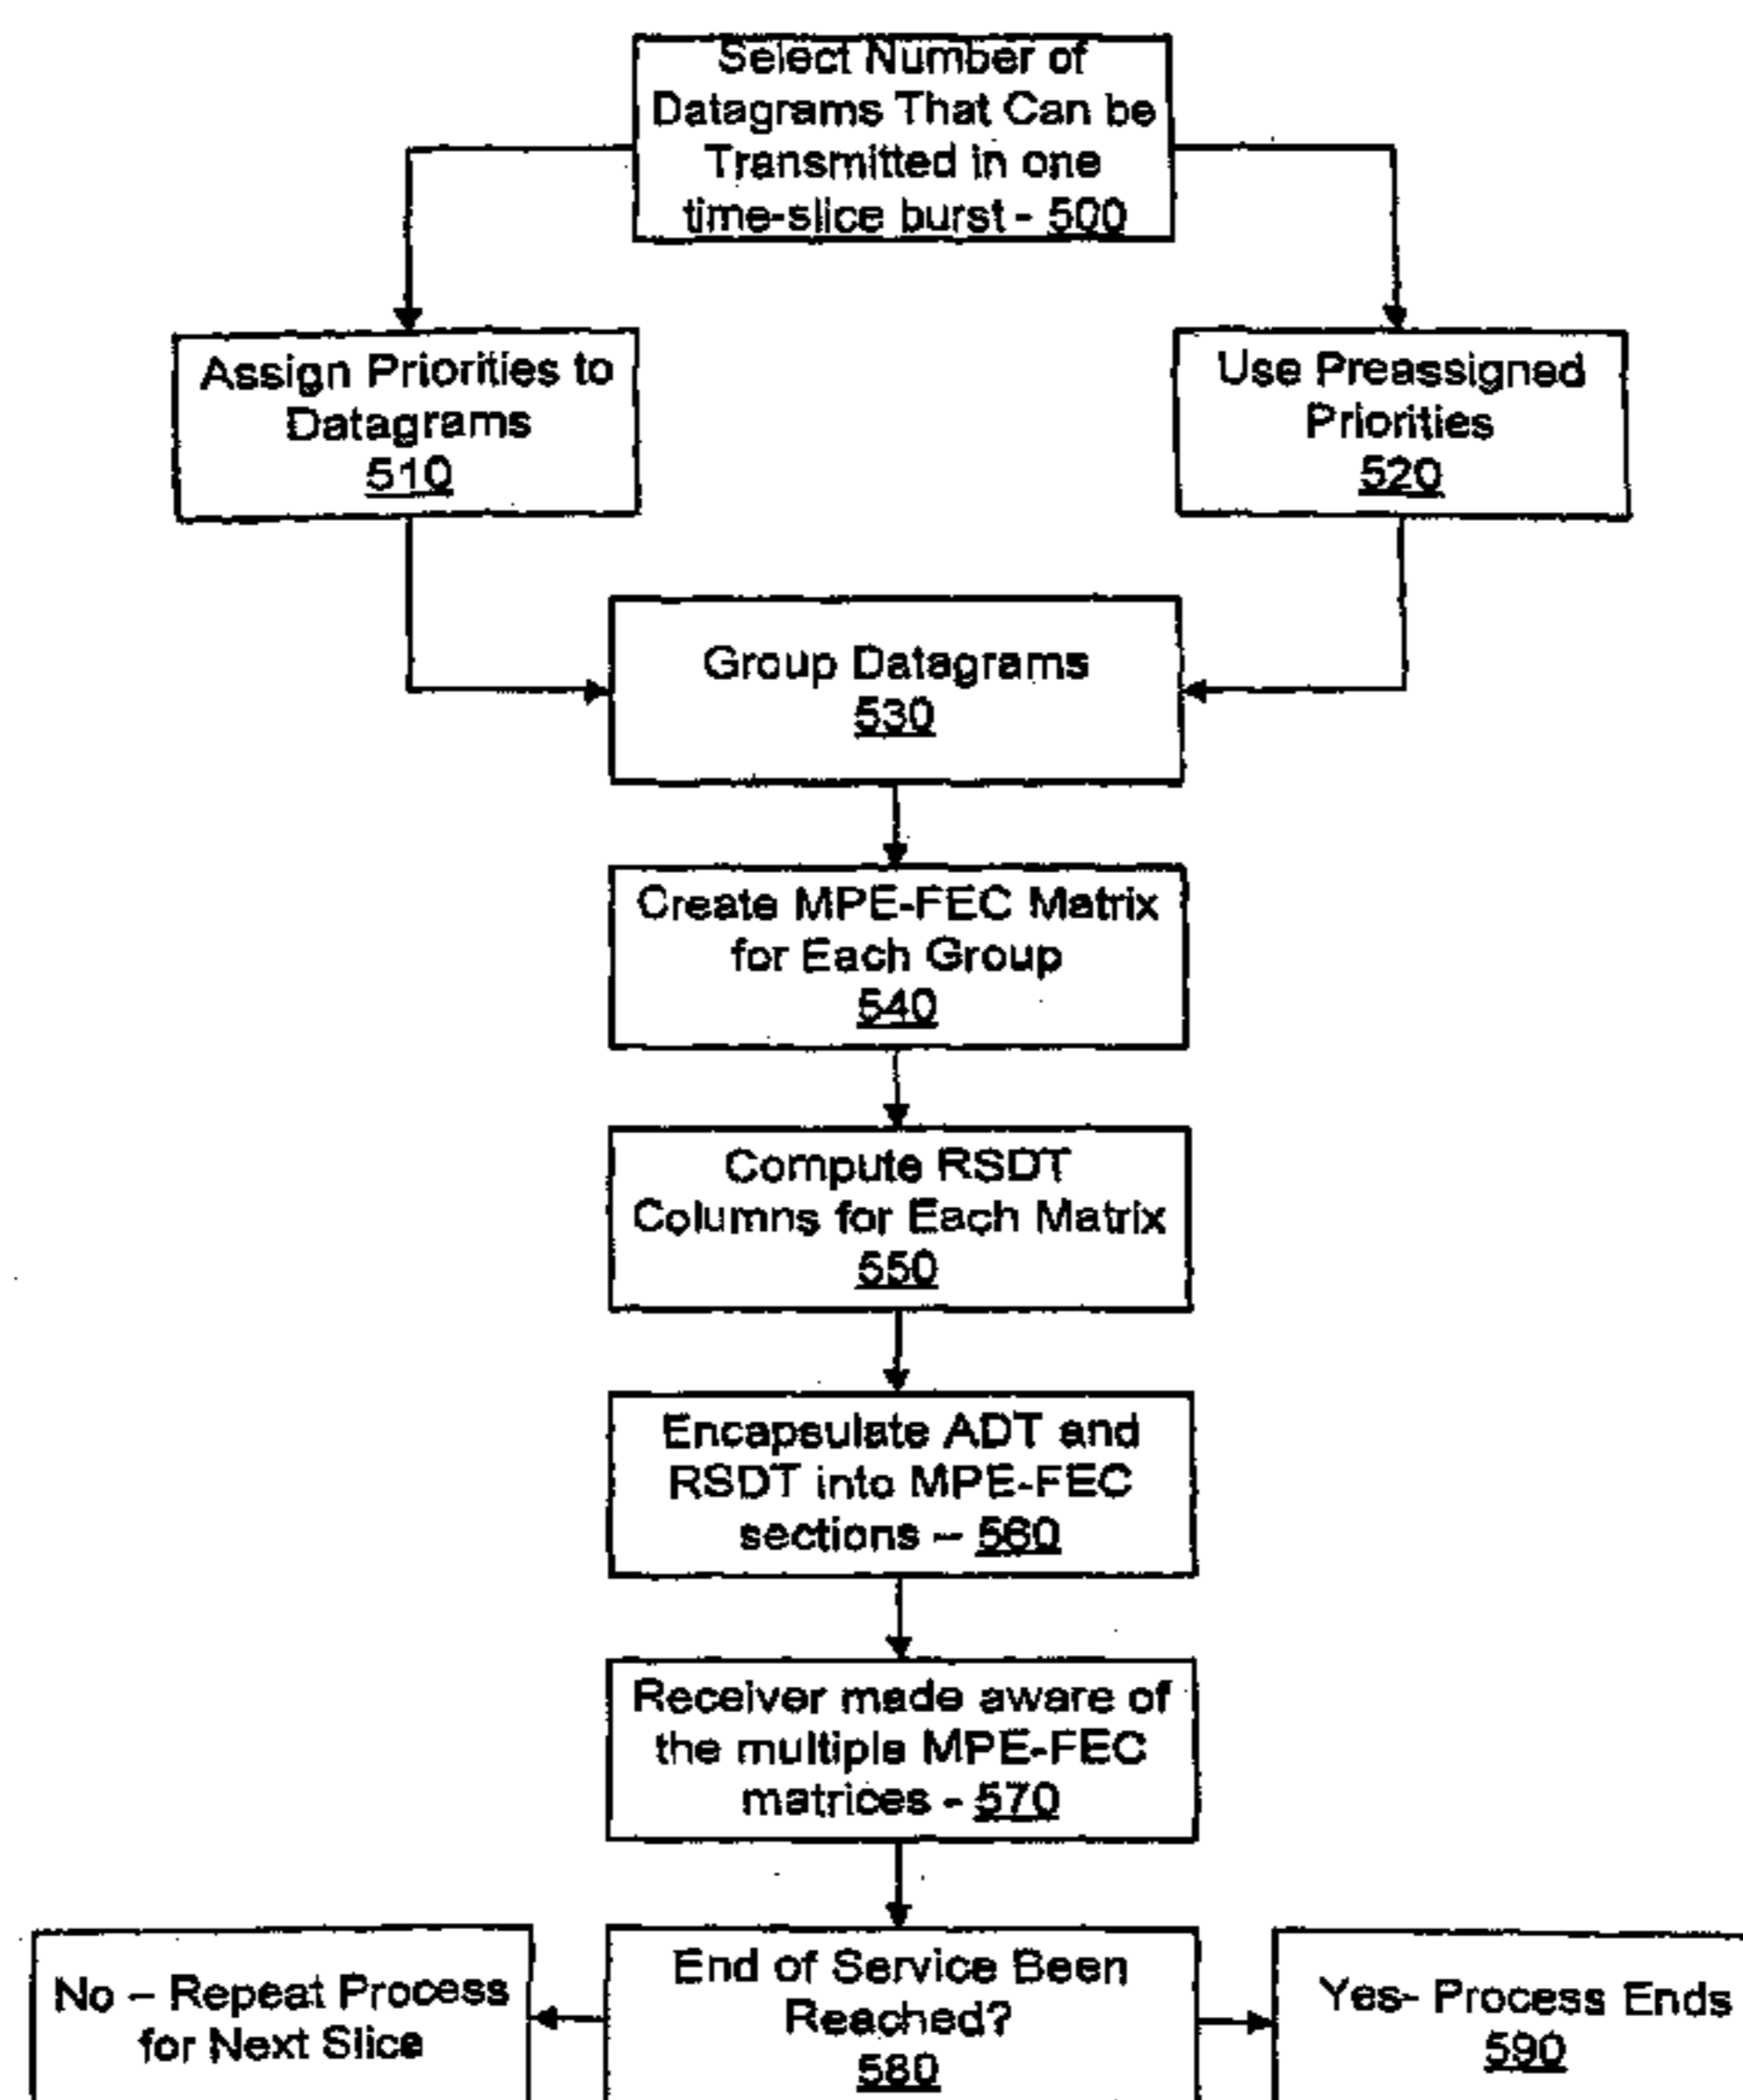 Select Number of
Datagrams That Can be
Transmitted in one
time-slice burst - 500
Assign Priorities to
Datagrams
510
Use Preassigned
Priorities
520
Group Datagrams
530
Create MPE-FEC Matrix
for Each Group
540
Compute RSDT
Columns for Each Matrix
550
Encapsulate ADT and
RSDT into MPE-FEC
sections – 560
Receiver made aware of
the multiple MPE-FEC
matrices - 570
No – Repeat Process
for Next Slice
End of Service Been
Reached?
580
Yes- Process Ends
590